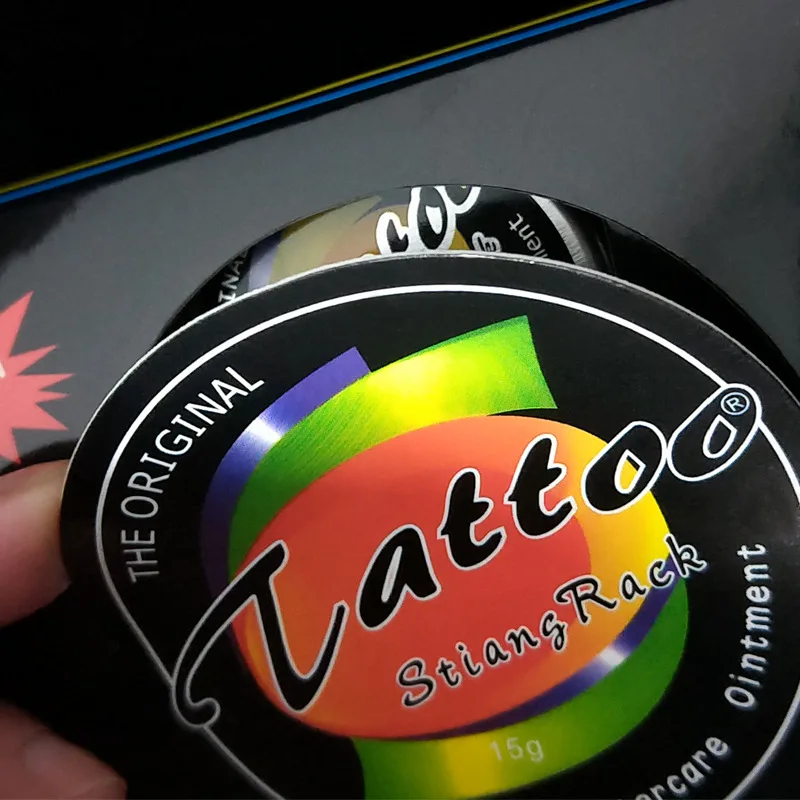 THE ORIGINAL
Tattoo®
StiangRack
15g
Ointment